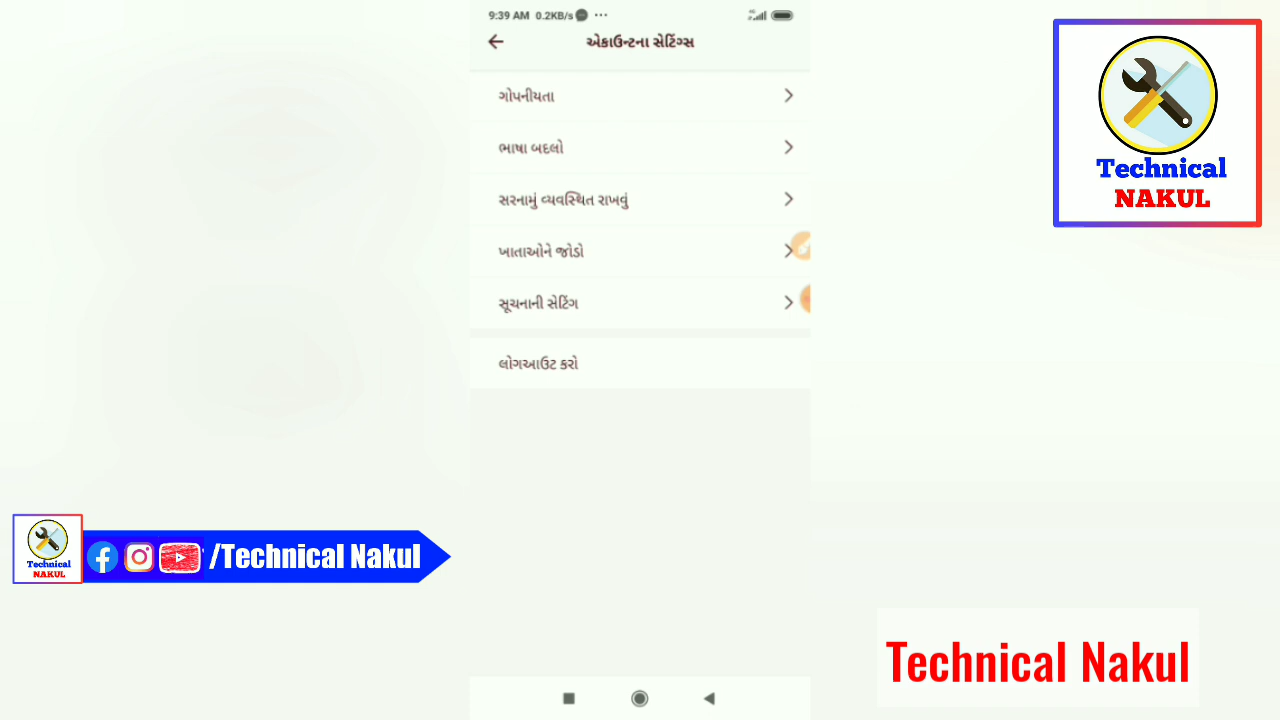 9:39 AM 0.2KB/s
એકાઉન્ટના સેટિંગ્સ
ગોપનીયતા
ભાષા બદલો
સરનામું વ્યવસ્થિત રાખવું
ખાતાઓને જોડો
સૂચનાની સેટિંગ
લોગઆઉટ કરો
Technical
NAKUL
Technical
NAKUL
/Technical Nakul
Technical Nakul